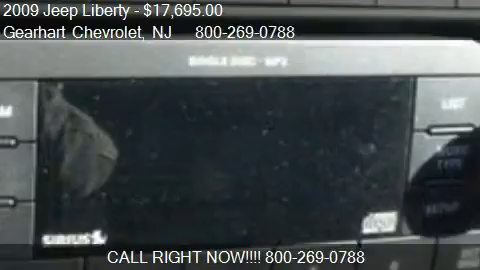 2009 Jeep Liberty - $17,695.00
Gearhart Chevrolet, NJ 800-269-0788
SINGLE DISC - MP3
LIST
TYPE
SIRIUS
CALL RIGHT NOW!!!! 800-269-0788